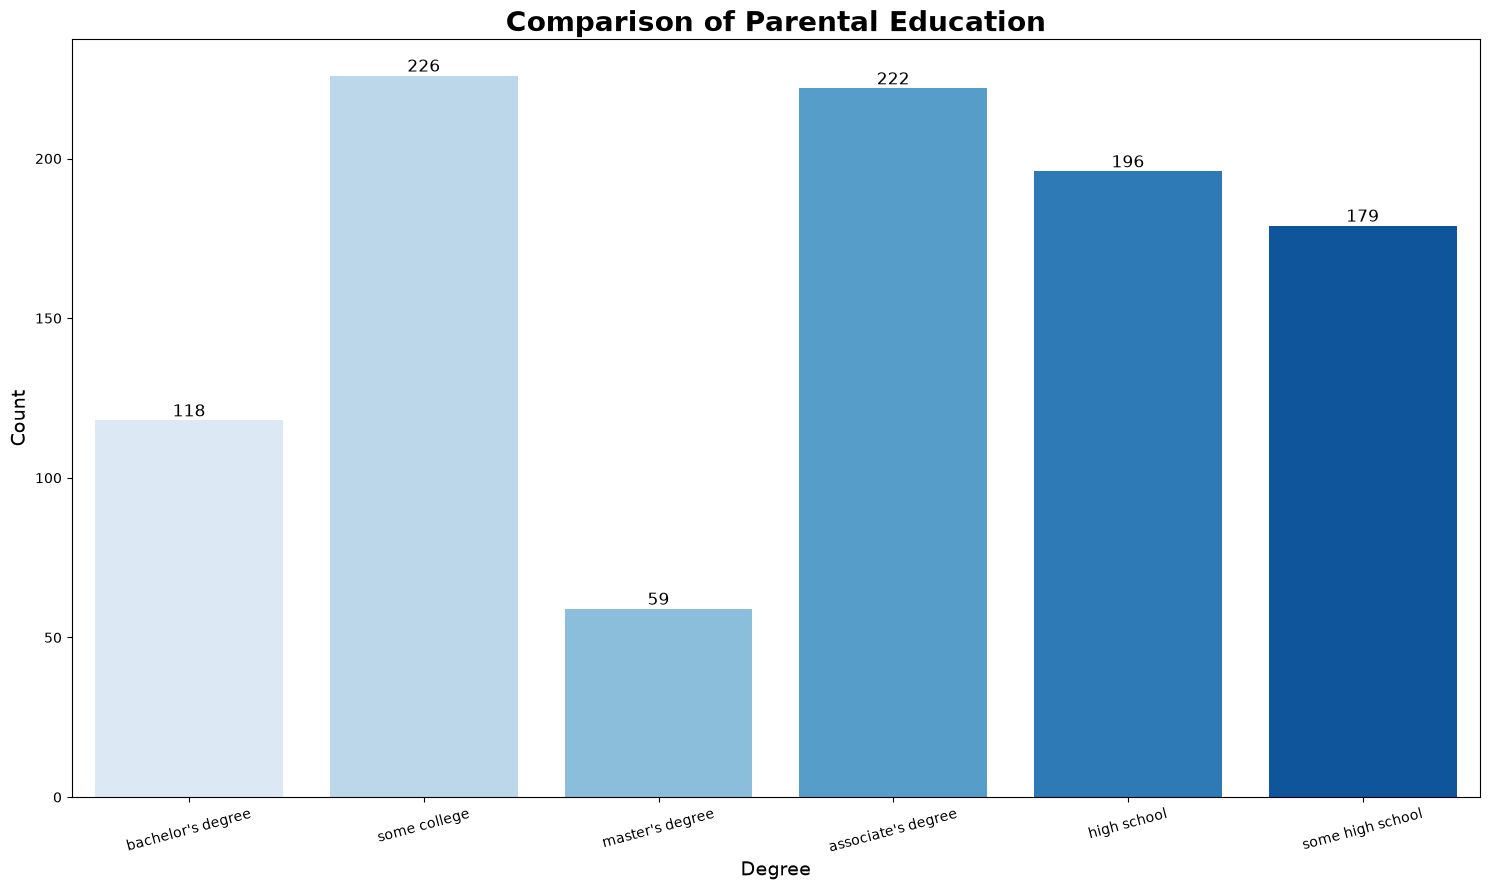 Comparison of Parental Education
226
222
196
179
118
59
200
150
100
50
0
Count
bachelor's degree
some college
master's degree
associate's degree
high school
some high school
Degree